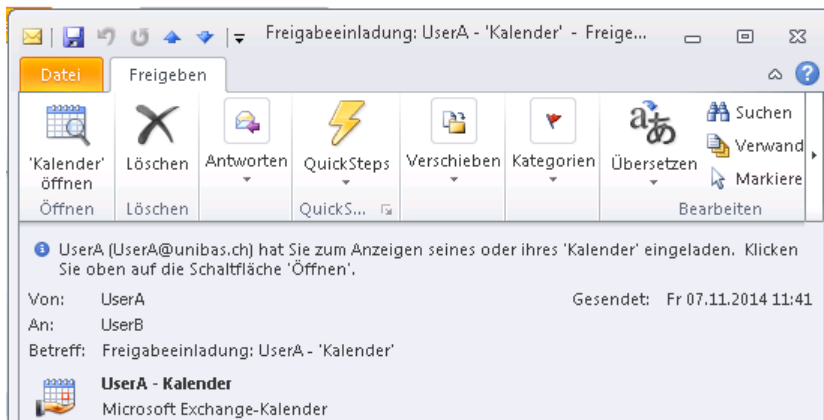 Freigabeeinladung: UserA - 'Kalender' - Freige...
Datei
Freigeben
'Kalender' öffnen
Löschen
Antworten
QuickSteps
Verschieben
Kategorien
Übersetzen
Suchen
Verwand
Markiere
Öffnen
Löschen
QuickS...
Bearbeiten
UserA (UserA@unibas.ch) hat Sie zum Anzeigen seines oder ihres 'Kalender' eingeladen. Klicken
Sie oben auf die Schaltfläche 'Öffnen'.
Von: UserA
Gesendet: Fr 07.11.2014 11:41
An: UserB
Betreff: Freigabeeinladung: UserA - 'Kalender'
UserA - Kalender
Microsoft Exchange-Kalender